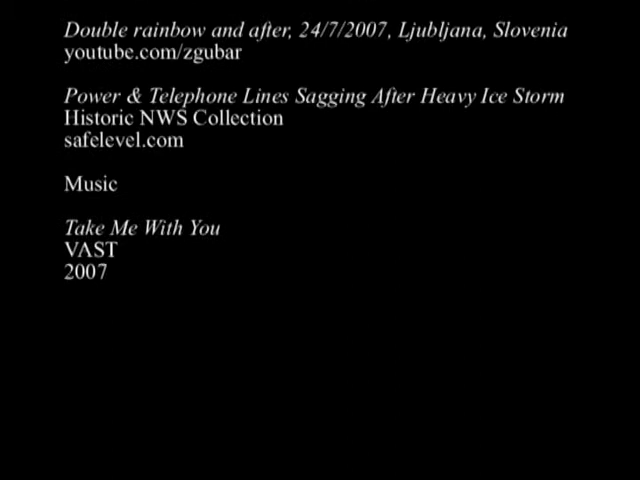 Double rainbow and after, 24/7/2007, Ljubljana, Slovenia
youtube.com/zgubar
Power & Telephone Lines Sagging After Heavy Ice Storm
Historic NWS Collection
safelevel.com
Music
Take Me With You
VAST
2007